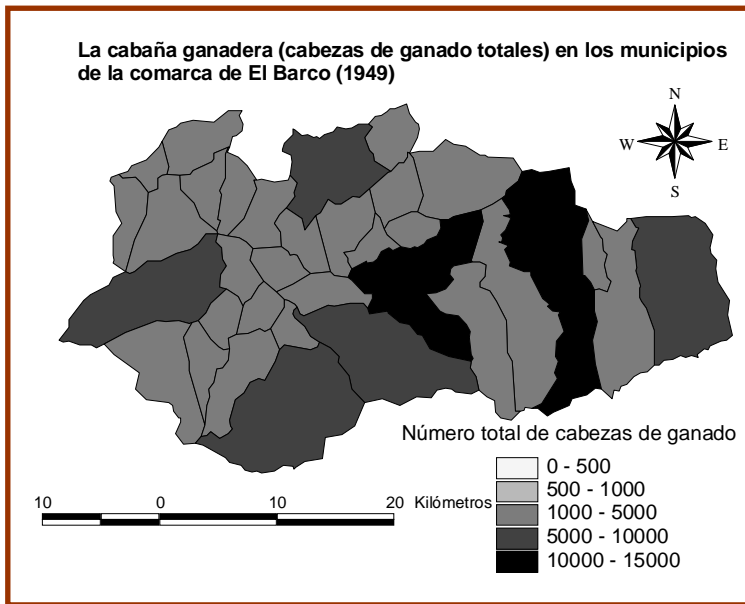 La cabaña ganadera (cabezas de ganado totales) en los municipios
de la comarca de El Barco (1949)
N
W
E
S
Número total de cabezas de ganado
0 - 500
500 - 1000
1000 - 5000
5000 - 10000
10000 - 15000
10 0 10 20 Kilómetros